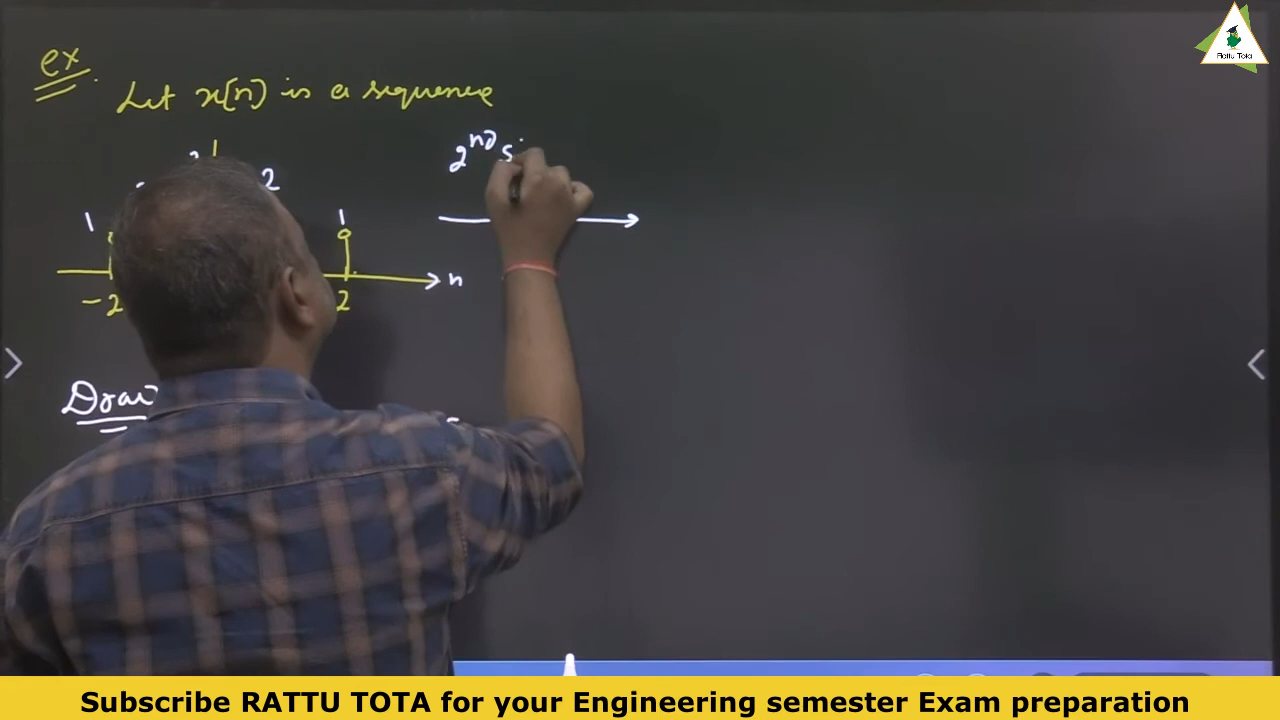 ex
Let x[n] is a sequence
2nd
2
1
1
n
-2
2
Draw
Rattu Tota
Subscribe RATTU TOTA for your Engineering semester Exam preparation